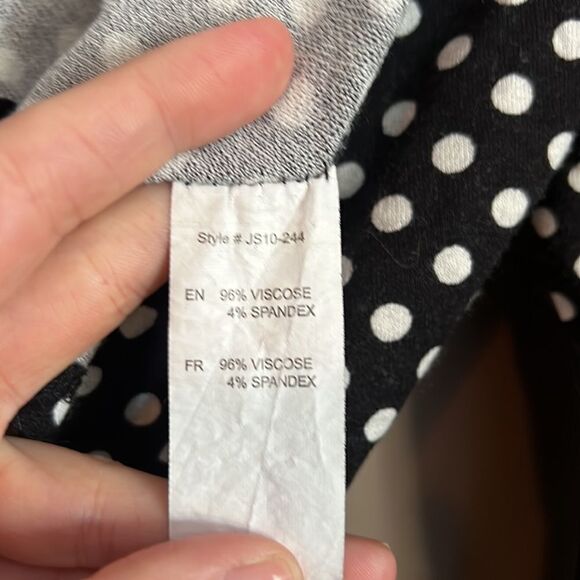 Style # JS10-244
EN 96% VISCOSE
4% SPANDEX
FR 96% VISCOSE
4% SPANDEX